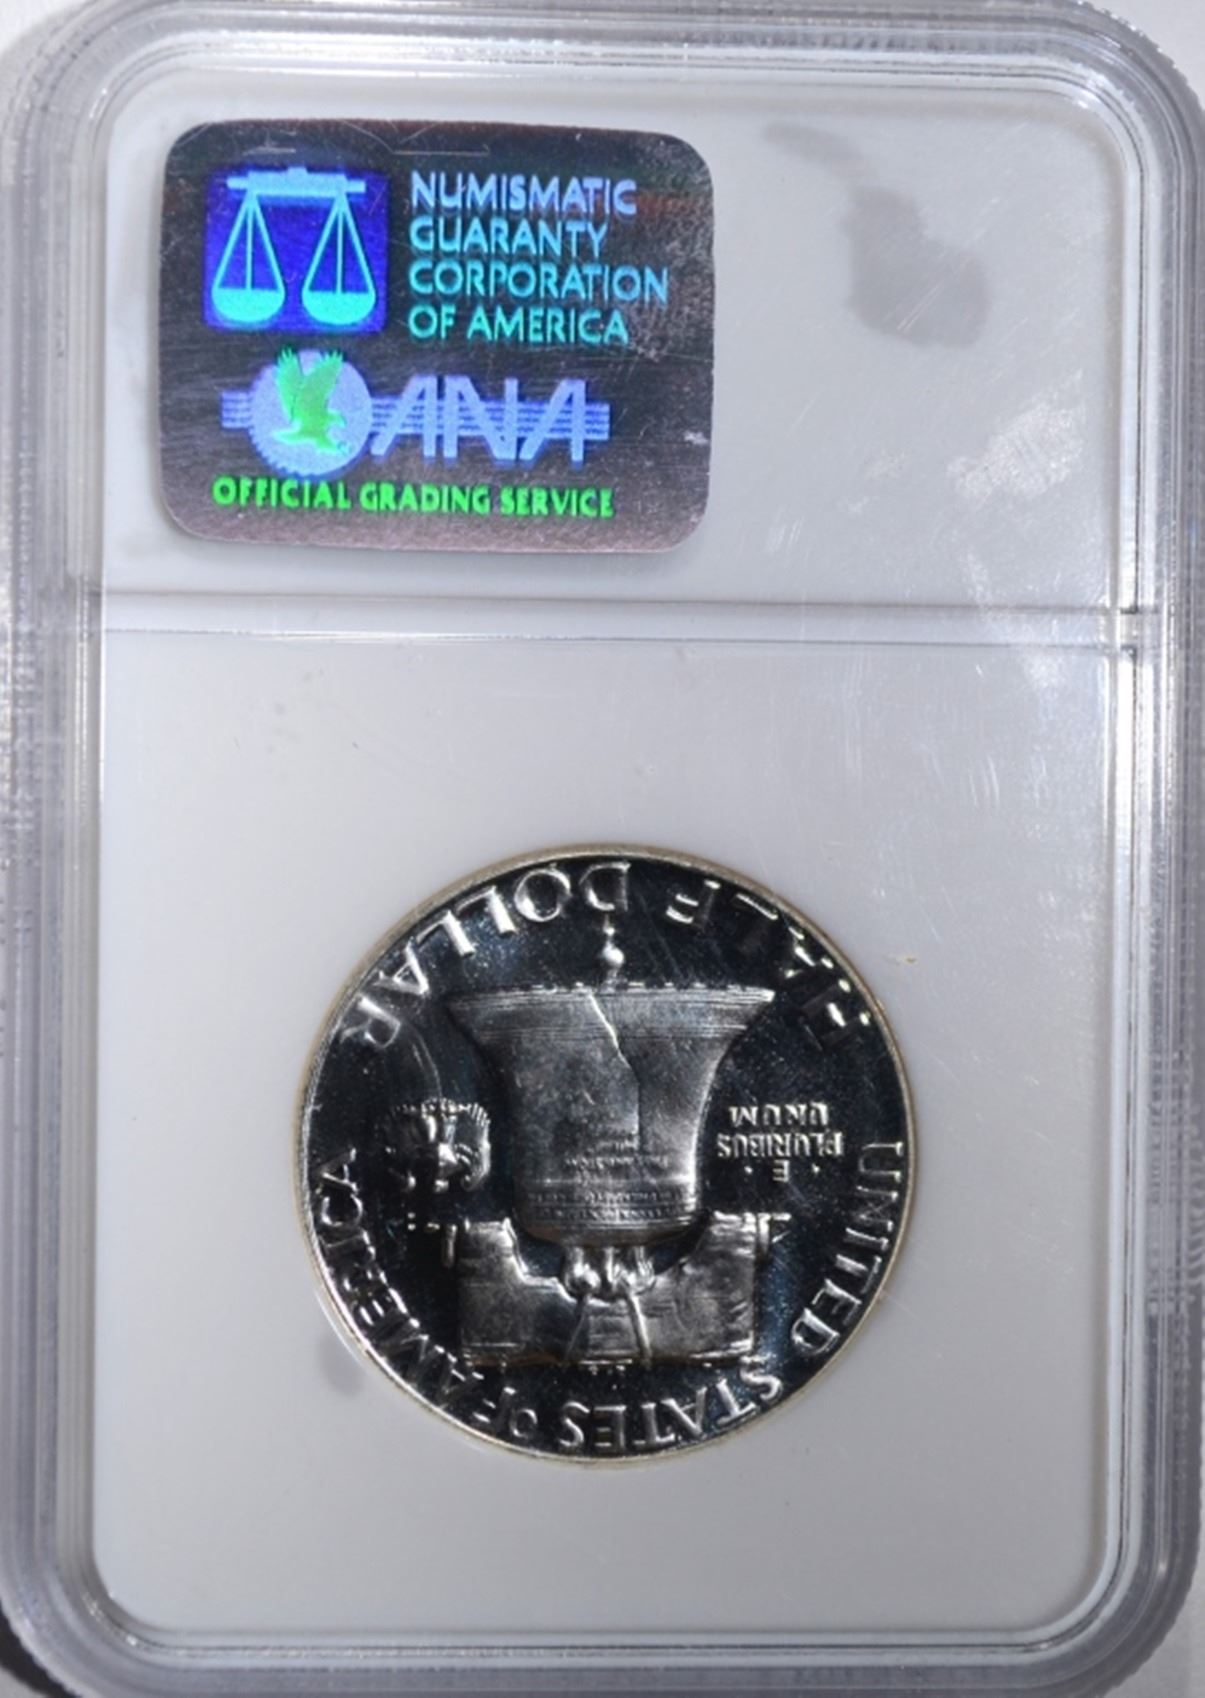 NUMISMATIC
GUARANTY
CORPORATION
OF AMERICA
ANA
OFFICIAL GRADING SERVICE
UNITED STATES OF AMERICA
E
PLURIBUS
UNUM
HALF DOLLAR